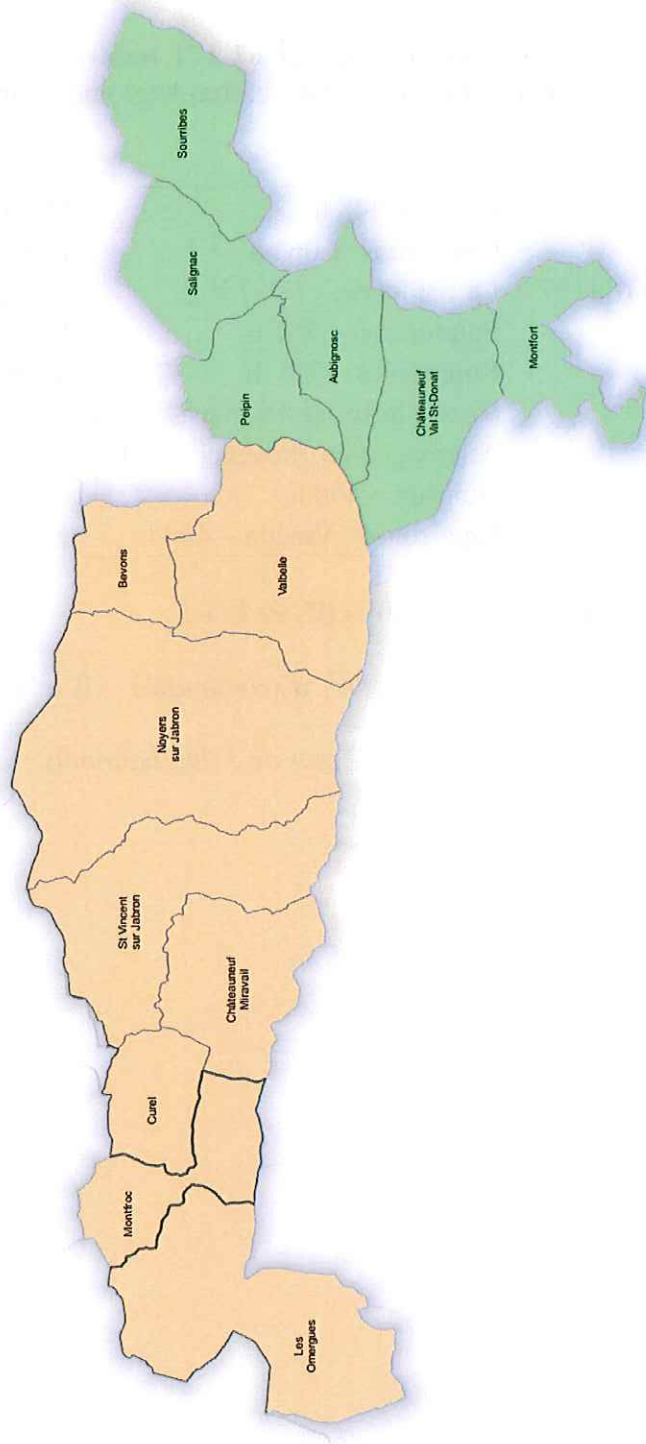 Sourribes
Salignac
Peipin
Aubignosc
Châteauneuf
Val St-Donat
Montfort
Bevons
Valbelle
Noyers
sur Jabron
St Vincent
sur Jabron
Châteauneuf
Miravail
Curel
Montfroc
Les
Omergues